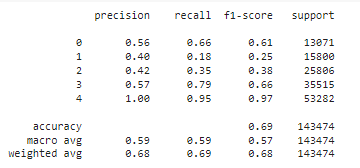 precision recall f1-score support
0 0.56 0.66 0.61 13071
1 0.40 0.18 0.25 15800
2 0.42 0.35 0.38 25806
3 0.57 0.79 0.66 35515
4 1.00 0.95 0.97 53282
accuracy 0.69 143474
macro avg 0.59 0.59 0.57 143474
weighted avg 0.68 0.69 0.68 143474